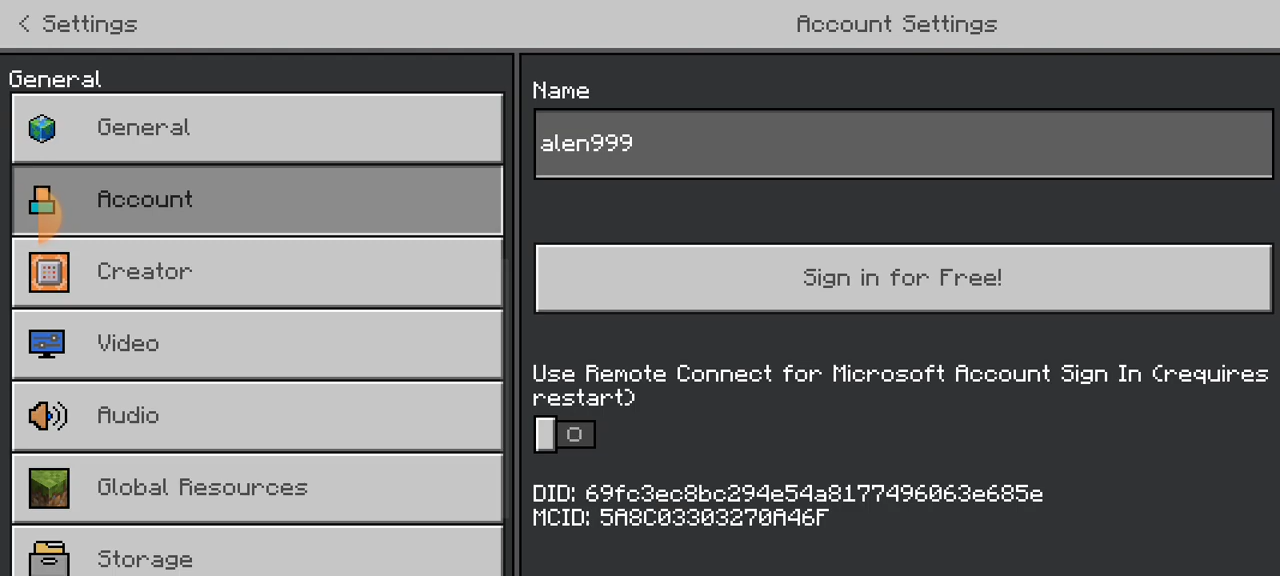 Settings
Account Settings
General
General
Account
Creator
Video
Audio
Global Resources
Storage
Name
alen999
Sign in for Free!
Use Remote Connect for Microsoft Account Sign In (requires
restart)
DID: 69fc3ec8bc294e54a8177496063e685e
MCID: 5A8C03303270A46F